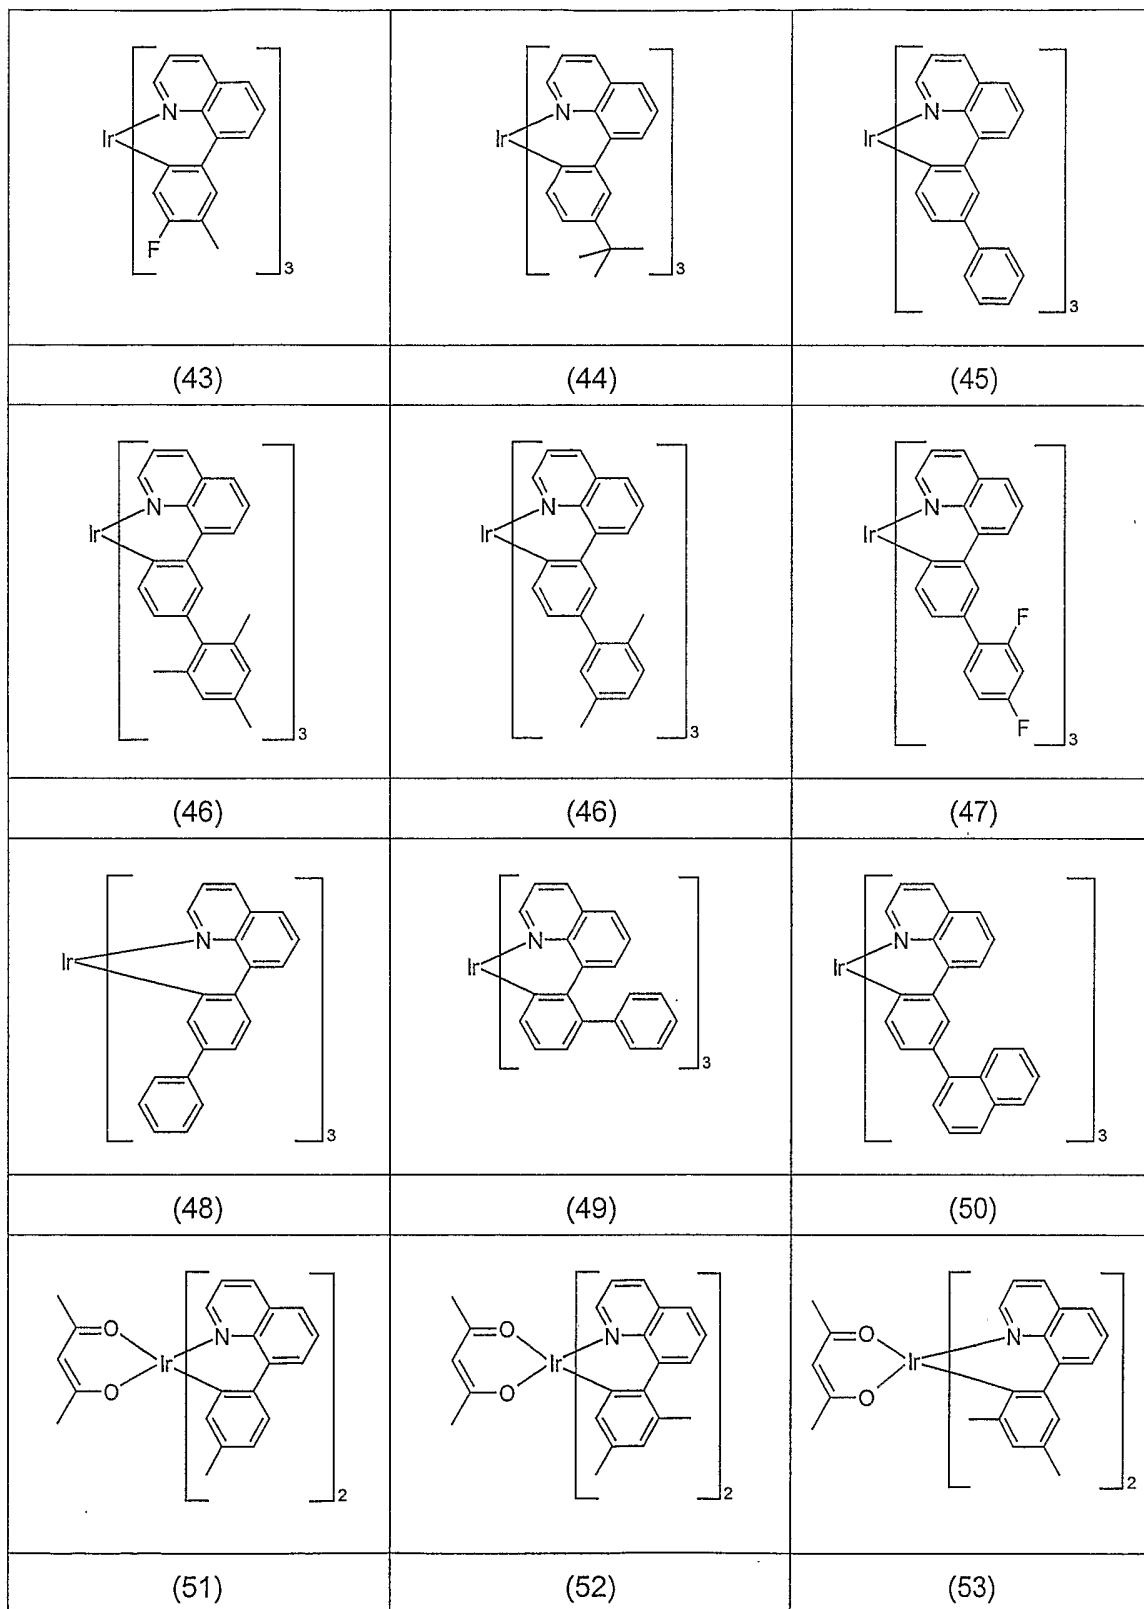 N N N
Ir Ir Ir
F
3 3 3
(43) (44) (45)
N N N
Ir Ir Ir
F
F
3 3 3
(46) (46) (47)
N N N
Ir Ir Ir
3 3 3
(48) (49) (50)
O N O N O N
Ir Ir Ir
O O O
2 2 2
(51) (52) (53)